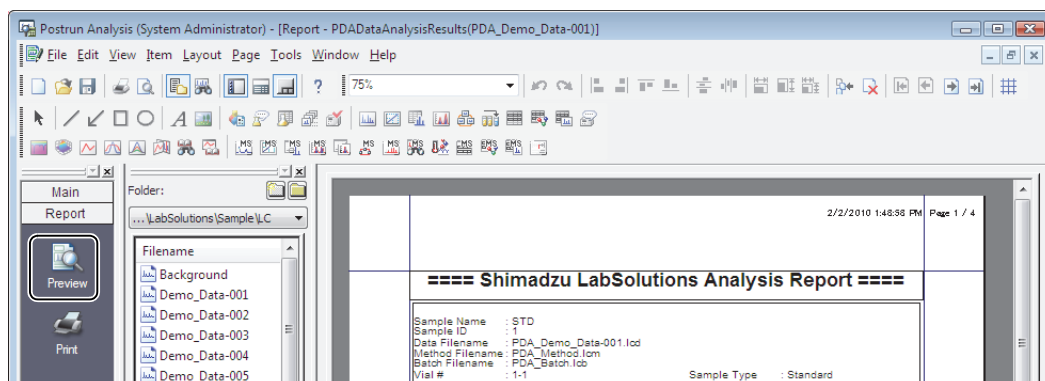 Postrun Analysis (System Administrator) - [Report - PDADataAnalysisResults(PDA_Demo_Data-001)]
File Edit View Item Layout Page Tools Window Help
75%
Main
Report
Preview
Print
Folder:
...\LabSolutions\Sample\LC
Filename
Background
Demo_Data-001
Demo_Data-002
Demo_Data-003
Demo_Data-004
Demo_Data-005
2/2/2010 1:48:58 PM Page 1 / 4
==== Shimadzu LabSolutions Analysis Report ====
Sample Name : STD
Sample ID : 1
Data Filename : PDA_Demo_Data-001.lcd
Method Filename : PDA_Method.lcm
Batch Filename : PDA_Batch.lcb
Vial # : 1-1 Sample Type : Standard